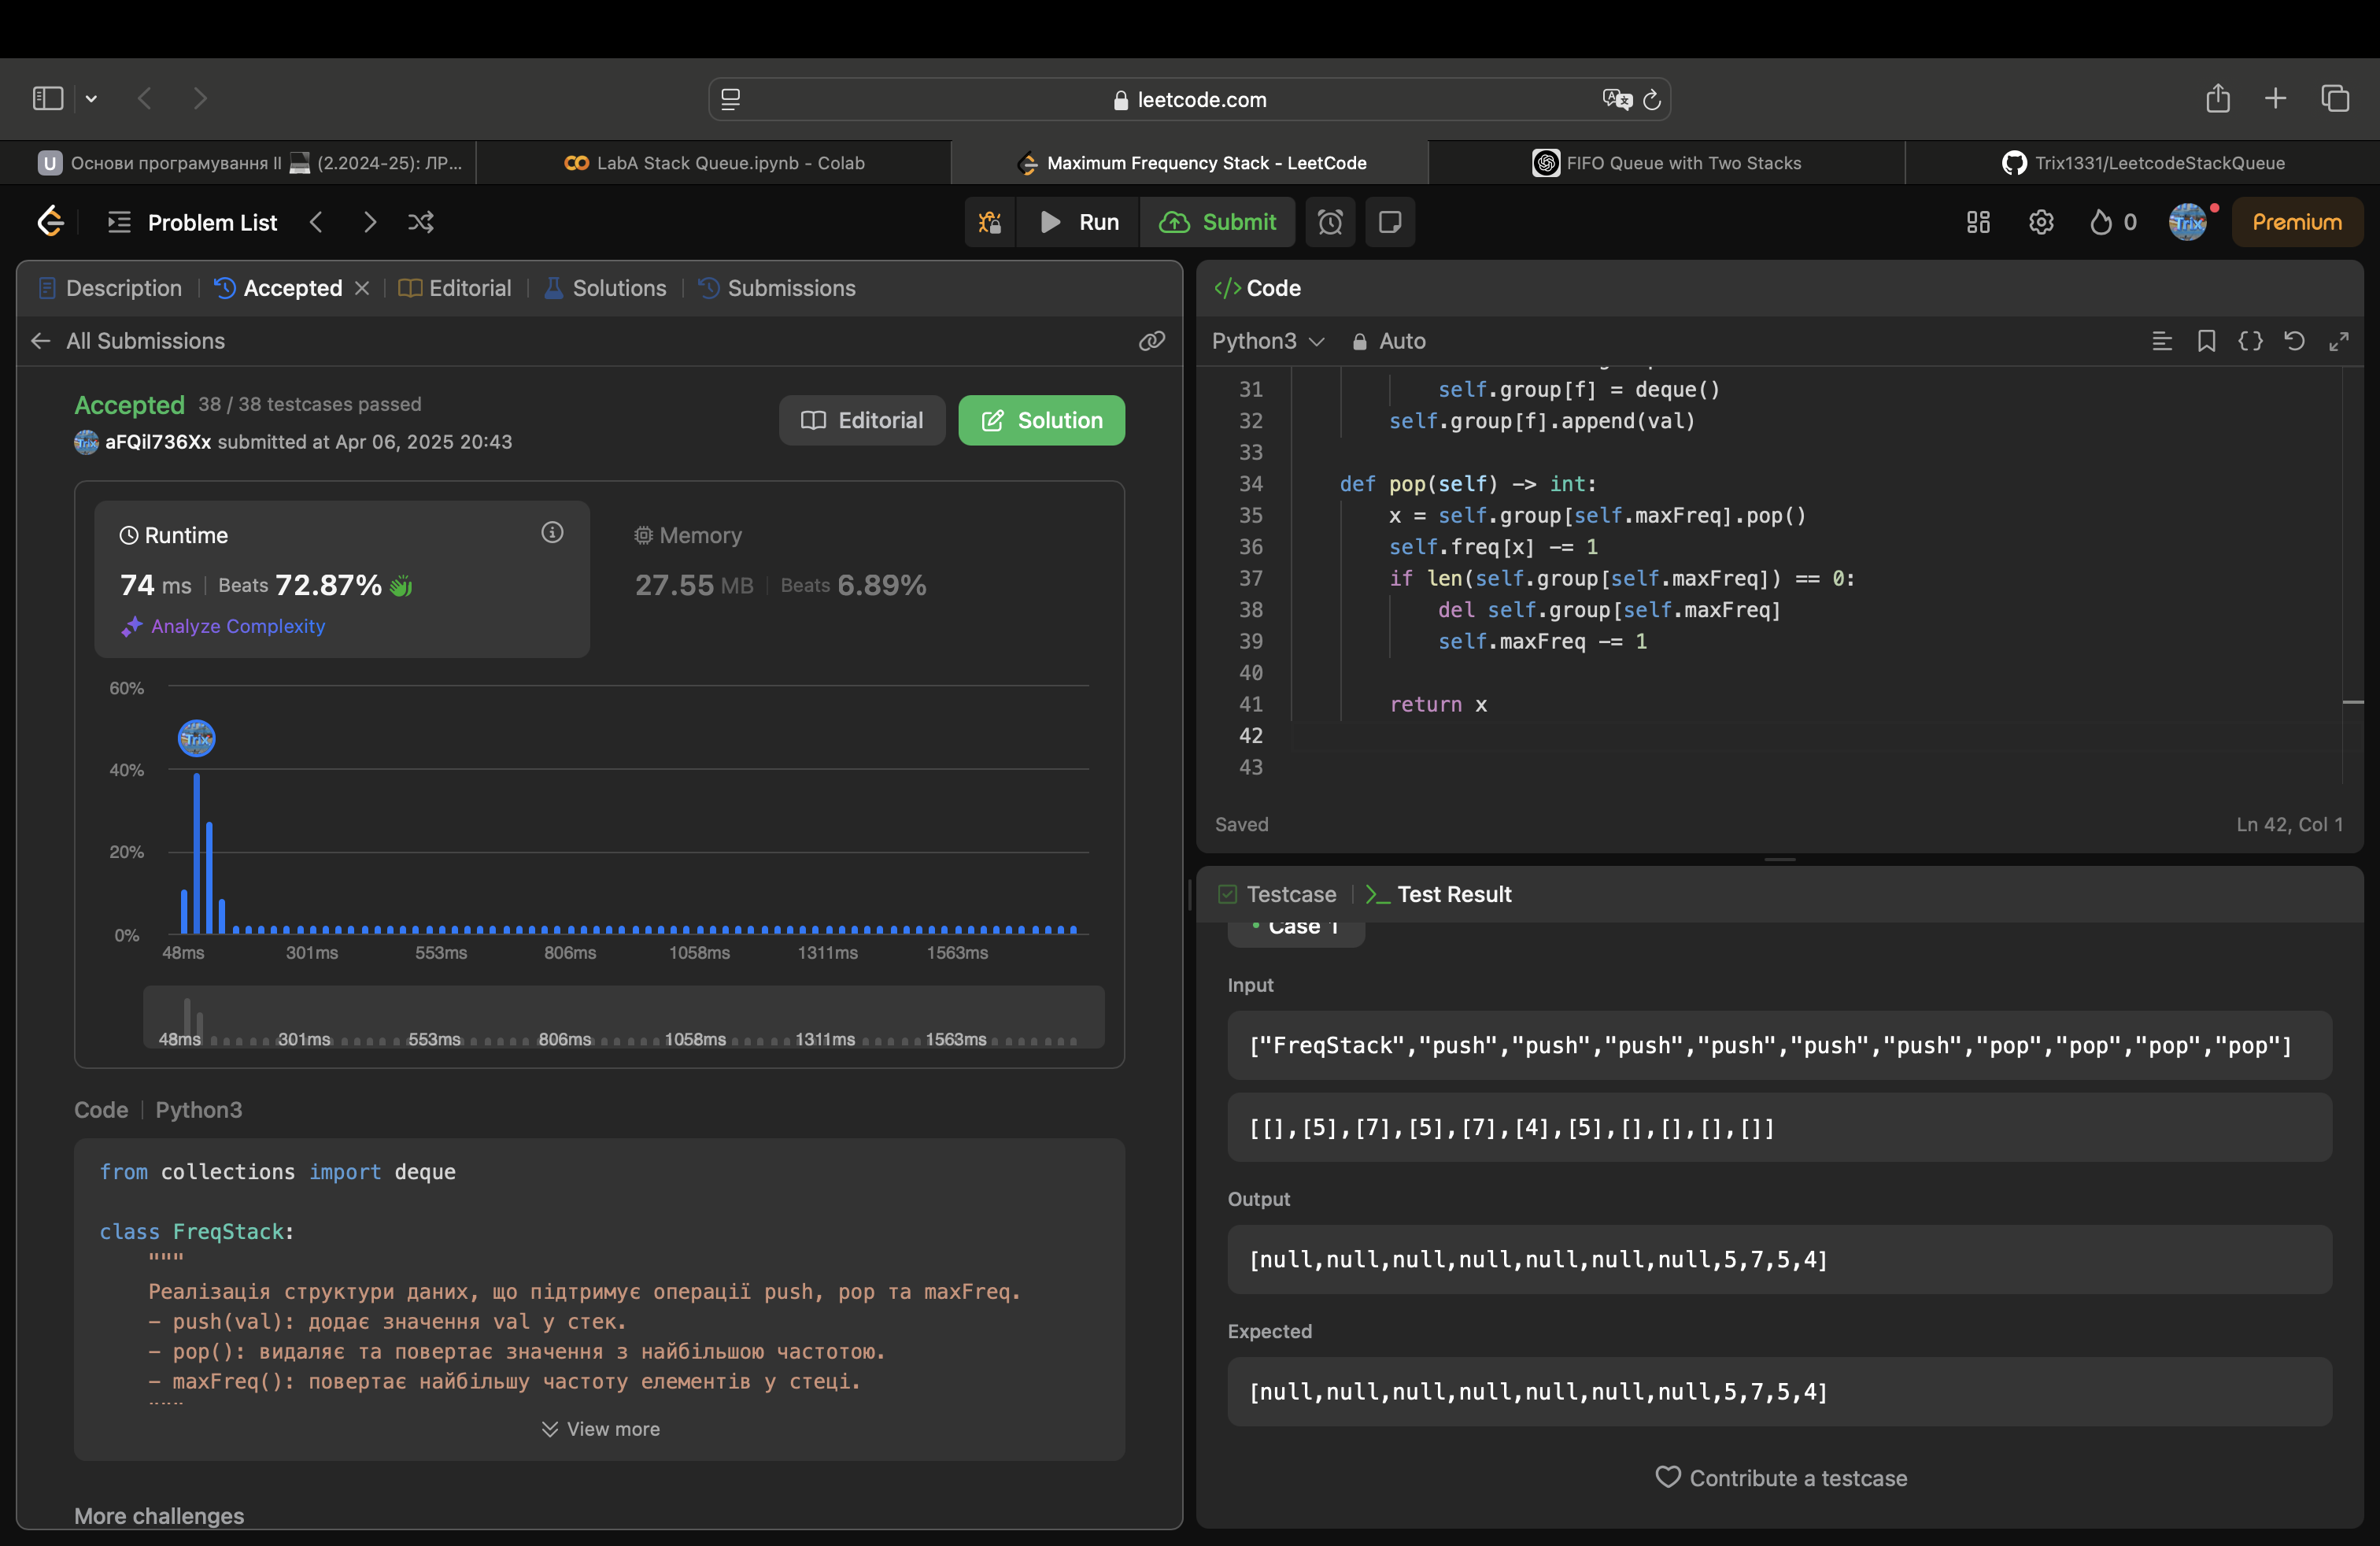 leetcode.com
U Основи програмування II 💻 (2.2024-25): ЛР...
LabA Stack Queue.ipynb - Colab
Maximum Frequency Stack - LeetCode
FIFO Queue with Two Stacks
Trix1331/LeetcodeStackQueue
Problem List
Run
Submit
0
Premium
Description
Accepted
Editorial
Solutions
Submissions
All Submissions
Accepted 38 / 38 testcases passed
aFQil736Xx submitted at Apr 06, 2025 20:43
Editorial
Solution
Runtime
74 ms | Beats 72.87%
Analyze Complexity
Memory
27.55 MB | Beats 6.89%
60%
Trix
40%
20%
0%
48ms 301ms 553ms 806ms 1058ms 1311ms 1563ms
48ms 301ms 553ms 806ms 1058ms 1311ms 1563ms
Code | Python3
from collections import deque
class FreqStack:
"""
Реалізація структури даних, що підтримує операції push, pop та maxFreq.
- push(val): додає значення val у стек.
- pop(): видаляє та повертає значення з найбільшою частотою.
- maxFreq(): повертає найбільшу частоту елементів у стеці.
"""
View more
More challenges
</> Code
Python3
Auto
31 self.group[f] = deque()
32 self.group[f].append(val)
33
34 def pop(self) -> int:
35 x = self.group[self.maxFreq].pop()
36 self.freq[x] -= 1
37 if len(self.group[self.maxFreq]) == 0:
38 del self.group[self.maxFreq]
39 self.maxFreq -= 1
40
41 return x
42
43
Saved
Ln 42, Col 1
Testcase
Test Result
Case 1
Input
["FreqStack","push","push","push","push","push","push","pop","pop","pop","pop"]
[[],[5],[7],[5],[7],[4],[5],[],[],[],[]]
Output
[null,null,null,null,null,null,null,5,7,5,4]
Expected
[null,null,null,null,null,null,null,5,7,5,4]
Contribute a testcase